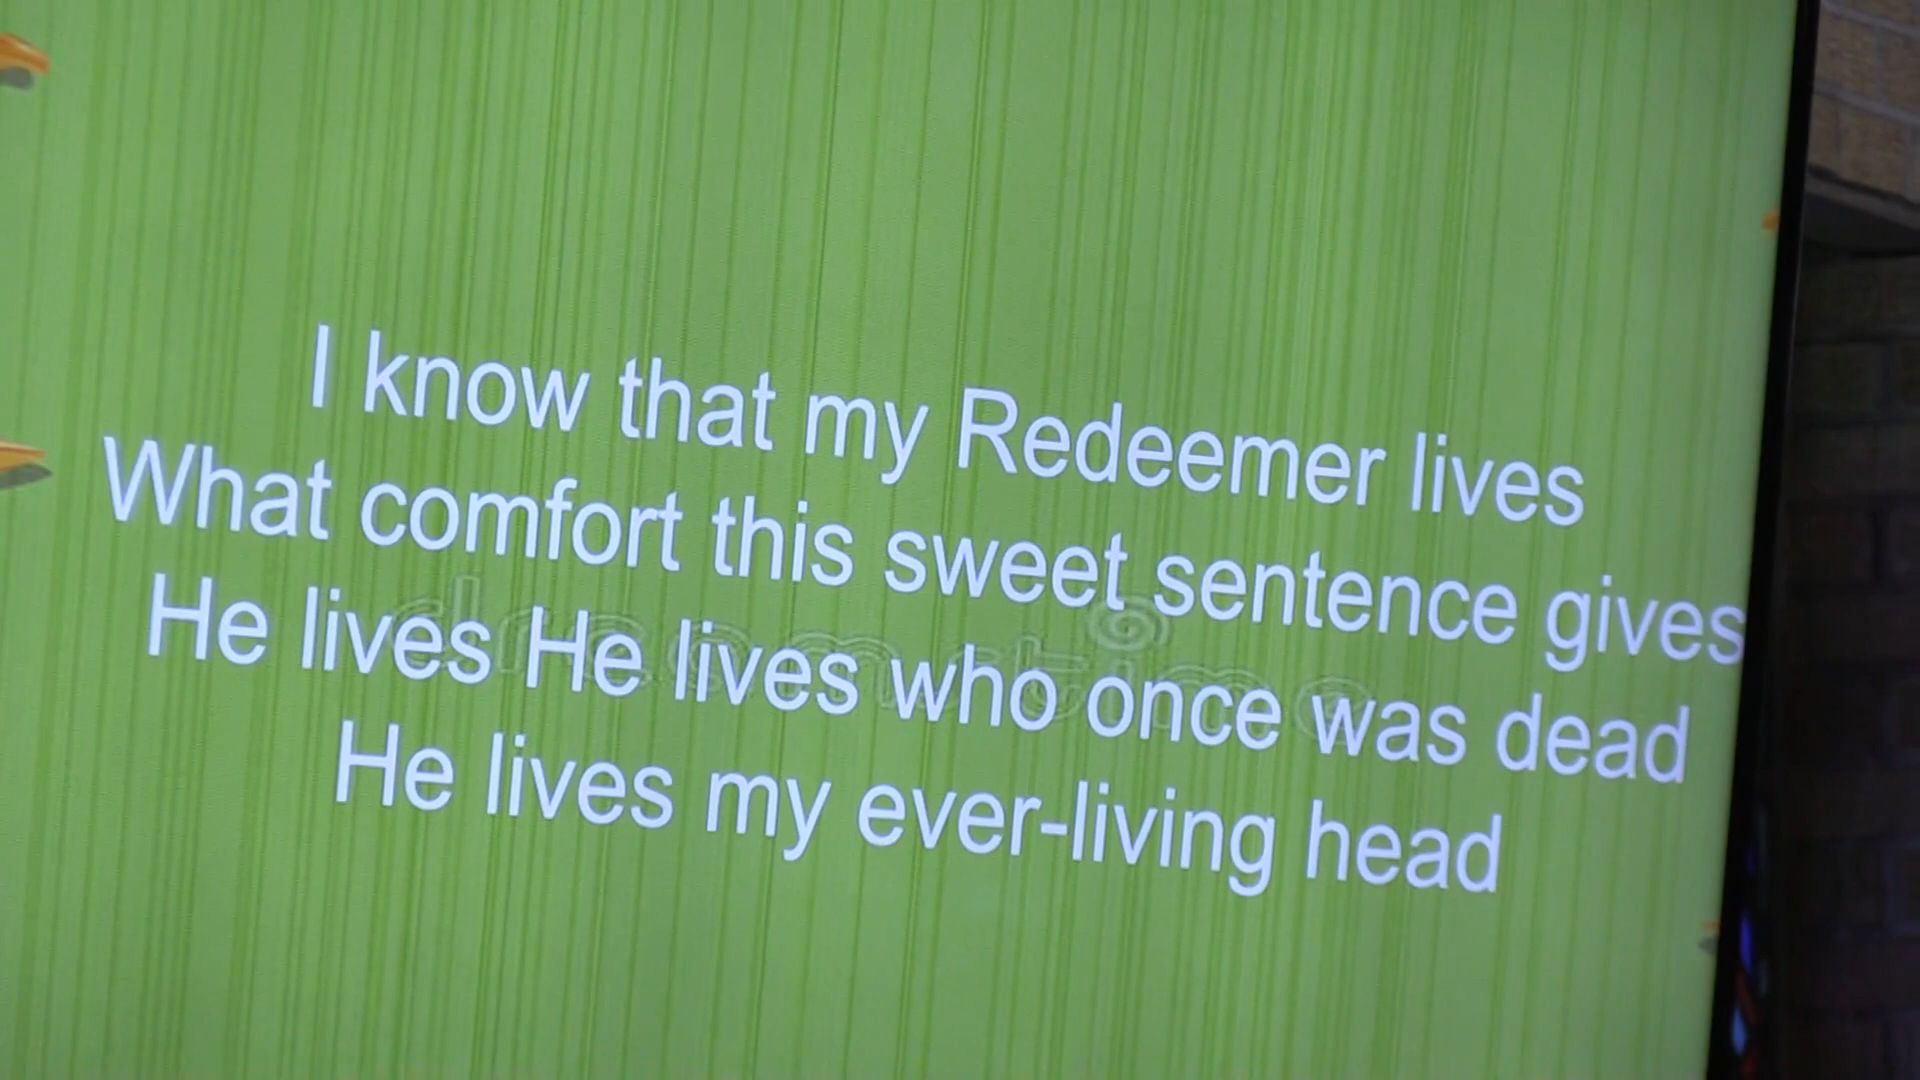 I know that my Redeemer lives
What comfort this sweet sentence gives
He lives He lives who once was dead
He lives my ever-living head
dreamstime